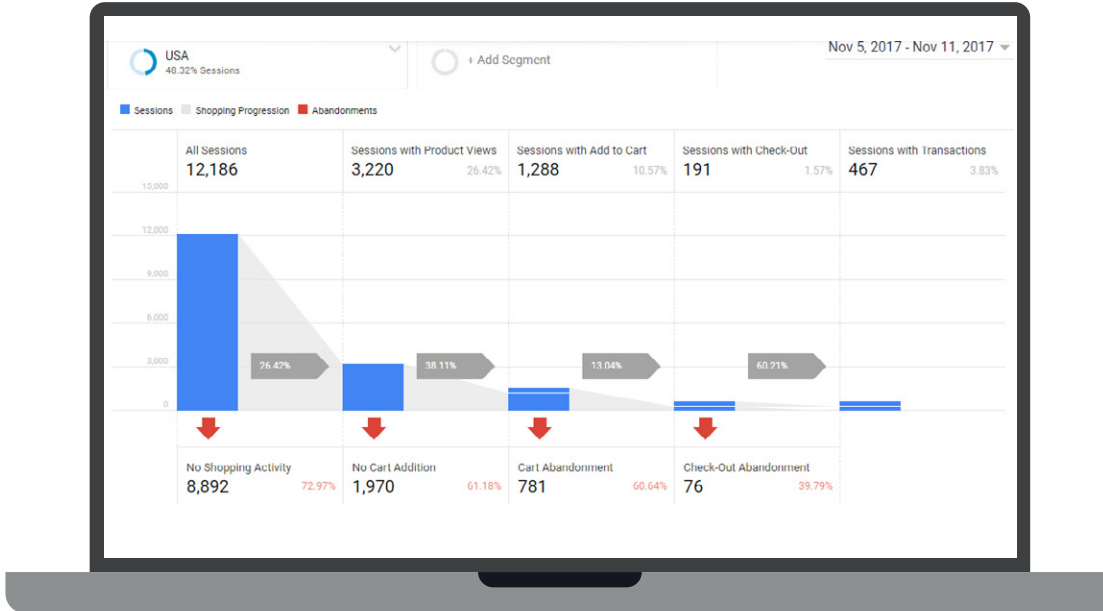 USA
40.32% Sessions
+ Add Segment
Nov 5, 2017 - Nov 11, 2017
Sessions Shopping Progression Abandonments
All Sessions
12,186
Sessions with Product Views
3,220 26.42%
Sessions with Add to Cart
1,288 10.57%
Sessions with Check-Out
191 1.57%
Sessions with Transactions
467 3.83%
15,000
12,000
9,000
6,000
3,000
0
26.42%
38.11%
13.04%
60.21%
No Shopping Activity
8,892 72.97%
No Cart Addition
1,970 61.18%
Cart Abandonment
781 60.64%
Check-Out Abandonment
76 39.79%